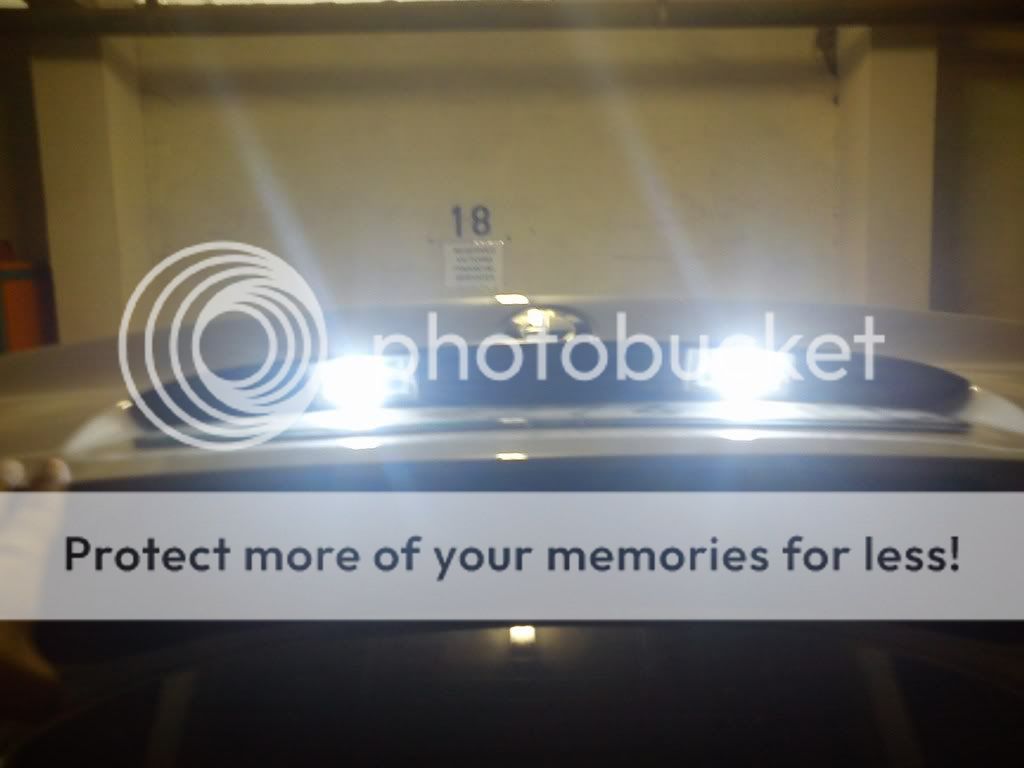 18
photobucket
Protect more of your memories for less!